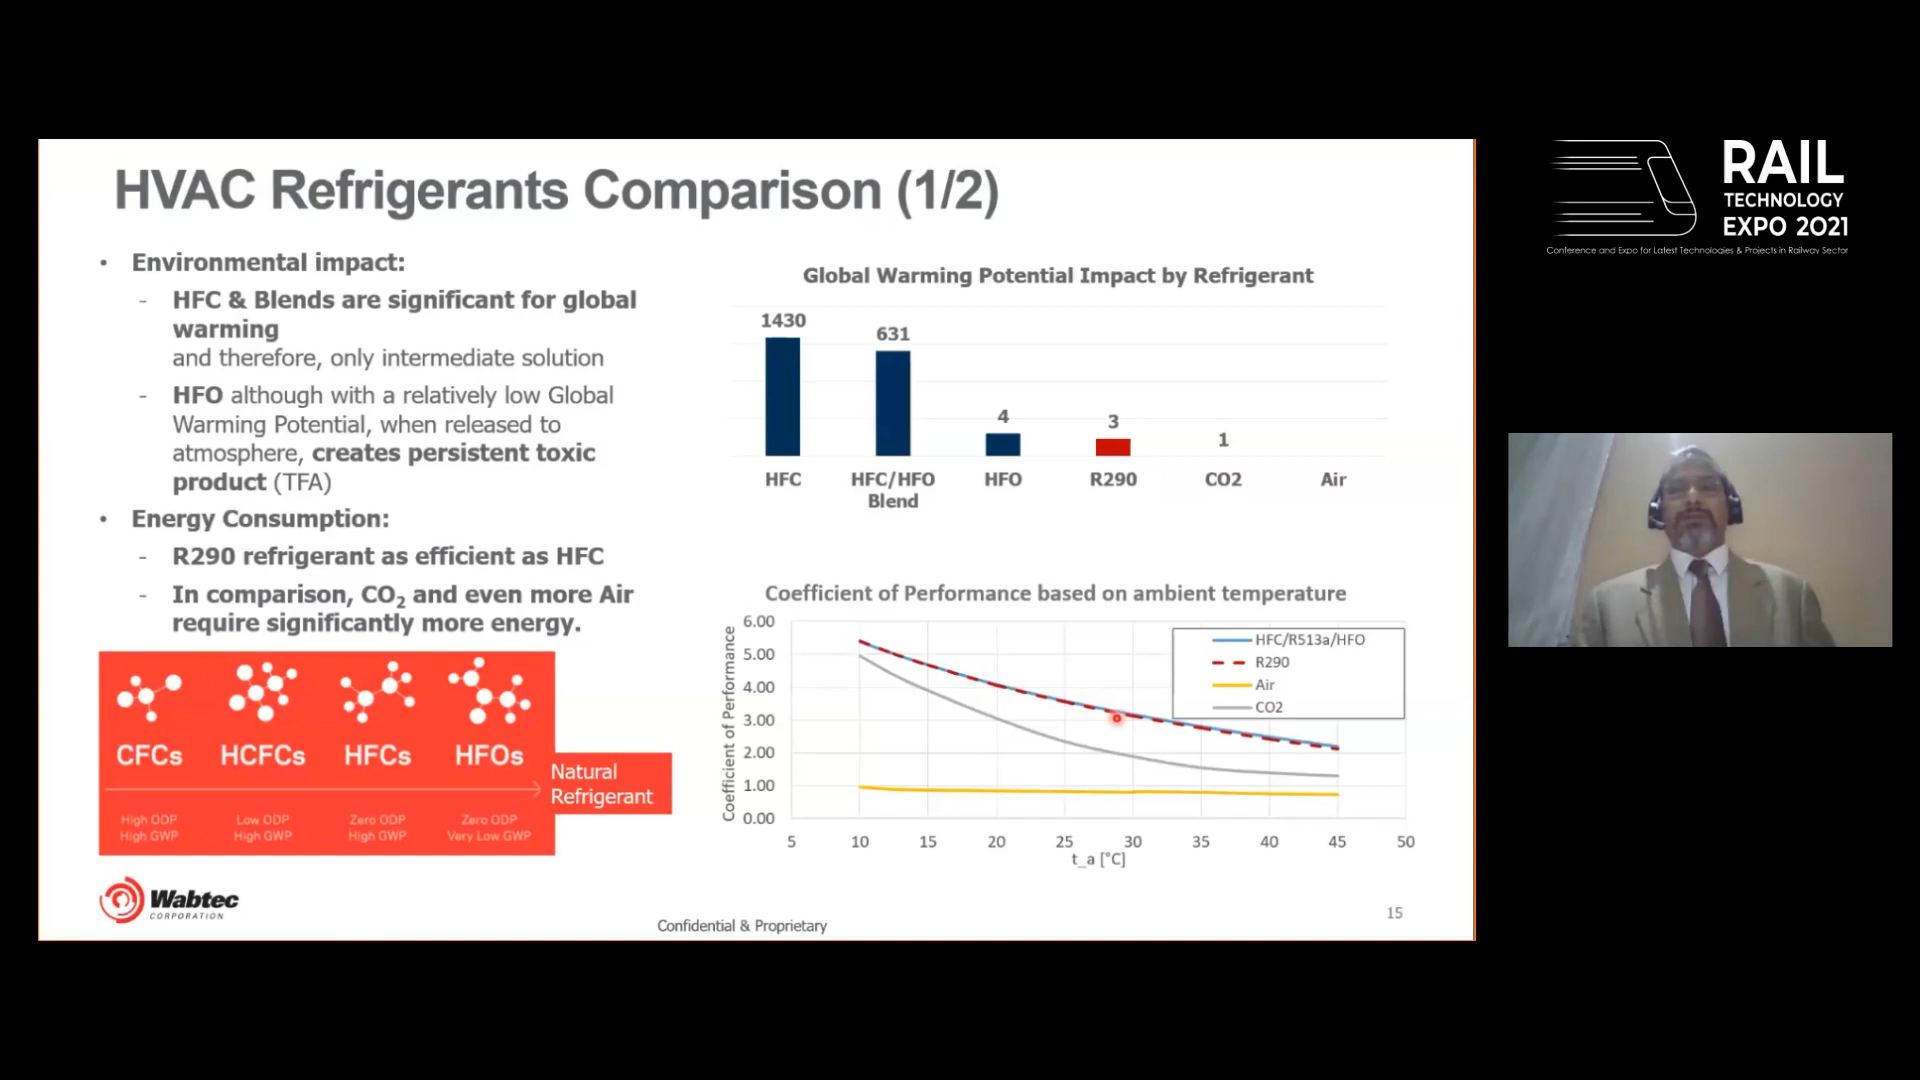 HVAC Refrigerants Comparison (1/2)
• Environmental impact:
- HFC & Blends are significant for global
warming
and therefore, only intermediate solution
- HFO although with a relatively low Global
Warming Potential, when released to
atmosphere, creates persistent toxic
product (TFA)
• Energy Consumption:
- R290 refrigerant as efficient as HFC
- In comparison, CO₂ and even more Air
require significantly more energy.
CFCs HCFCs HFCs HFOs
Natural
Refrigerant
High ODP Low ODP Zero ODP Zero ODP
High GWP High GWP High GWP Very Low GWP
Wabtec
CORPORATION
Global Warming Potential Impact by Refrigerant
1430 631 4 3 1
HFC HFC/HFO HFO R290 CO2 Air
Blend
Coefficient of Performance based on ambient temperature
Coefficient of Performance
6.00
5.00
4.00
3.00
2.00
1.00
0.00
HFC/R513a/HFO
R290
Air
CO2
5 10 15 20 25 30 35 40 45 50
t_a [°C]
Confidential & Proprietary
15
RAIL
TECHNOLOGY
EXPO 2021
Conference and Expo for Latest Technologies & Projects in Railway Sector